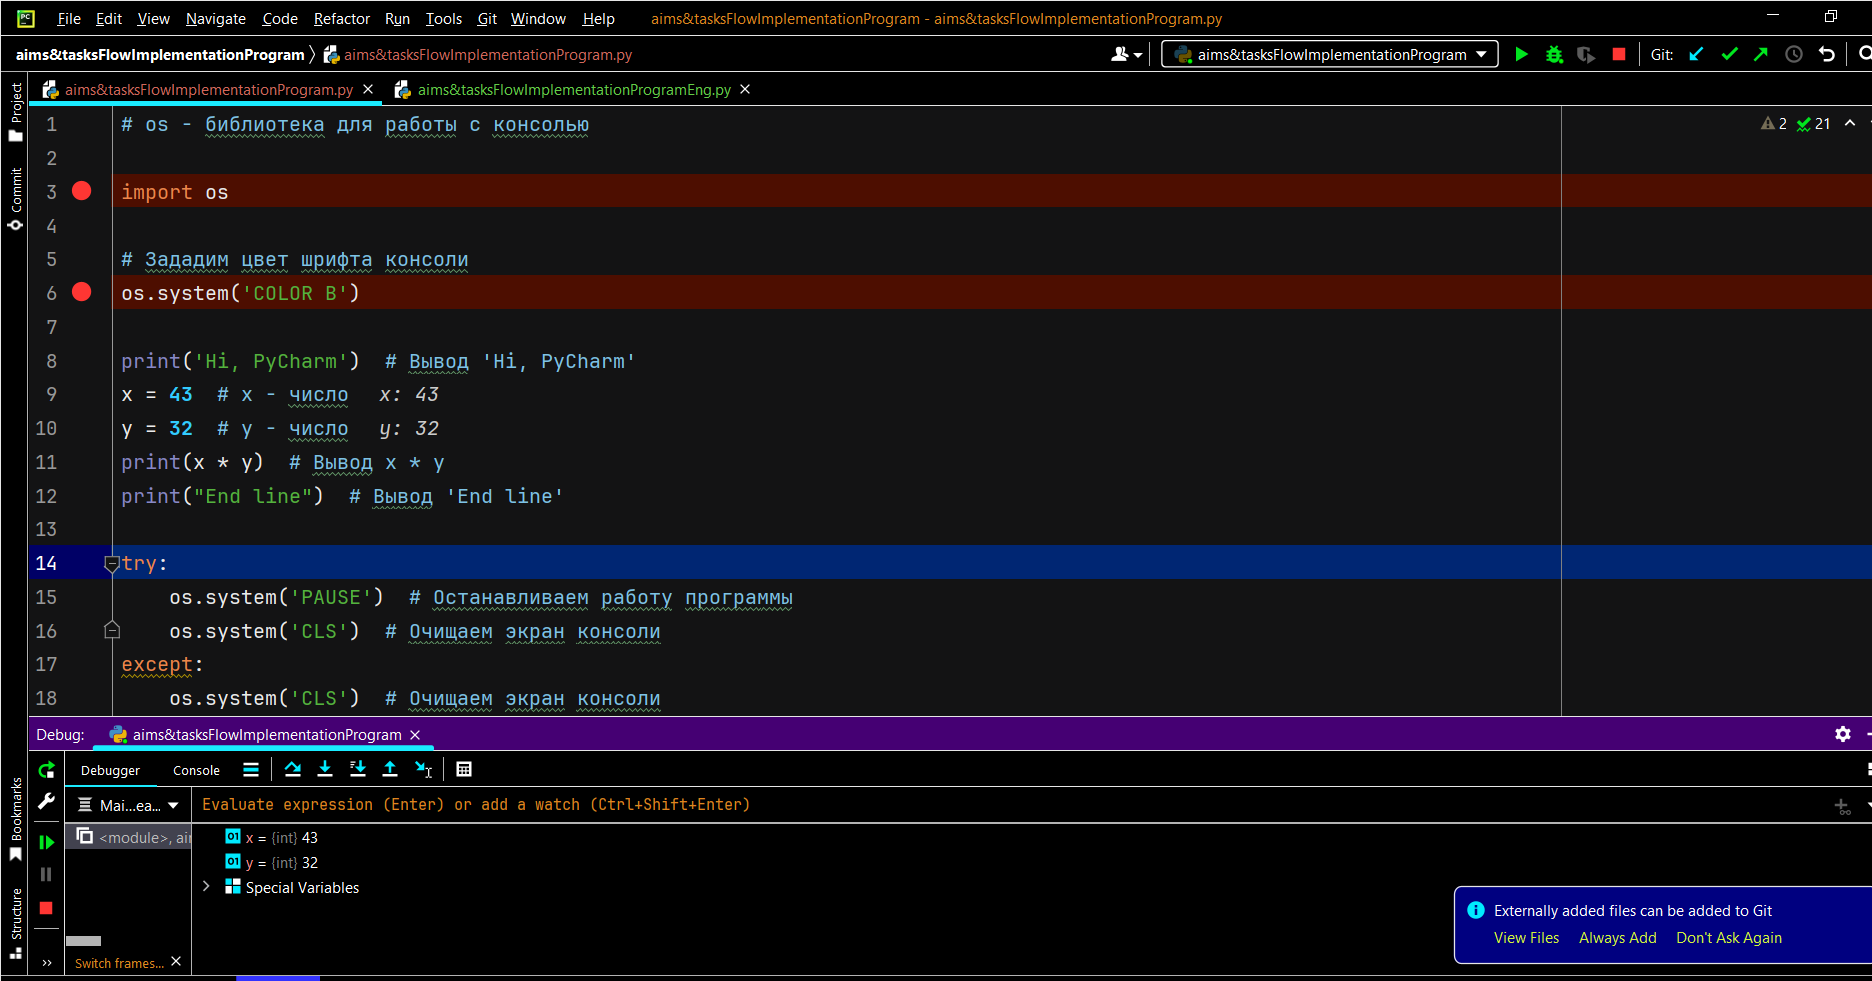 PC File Edit View Navigate Code Refactor Run Tools Git Window Help aims&tasksFlowImplementationProgram - aims&tasksFlowImplementationProgram.py
aims&tasksFlowImplementationProgram 〉 aims&tasksFlowImplementationProgram.py aims&tasksFlowImplementationProgram Git:
aims&tasksFlowImplementationProgram.py aims&tasksFlowImplementationProgramEng.py
Project
Commit
2 21
1 # os - библиотека для работы с консолью
2
3 import os
4
5 # Зададим цвет шрифта консоли
6 os.system('COLOR B')
7
8 print('Hi, PyCharm')  # Вывод 'Hi, PyCharm'
9 x = 43  # x - число x: 43
10 y = 32  # y - число y: 32
11 print(x * y)  # Вывод x * y
12 print("End line")  # Вывод 'End line'
13
14 try:
15     os.system('PAUSE')  # Останавливаем работу программы
16     os.system('CLS')  # Очищаем экран консоли
17 except:
18     os.system('CLS')  # Очищаем экран консоли
Debug: aims&tasksFlowImplementationProgram
Debugger Console
Mai...ea... Evaluate expression (Enter) or add a watch (Ctrl+Shift+Enter)
<module>, ai
01 x = {int} 43
01 y = {int} 32
Special Variables
Bookmarks
Structure
Switch frames...
Externally added files can be added to Git
View Files Always Add Don't Ask Again